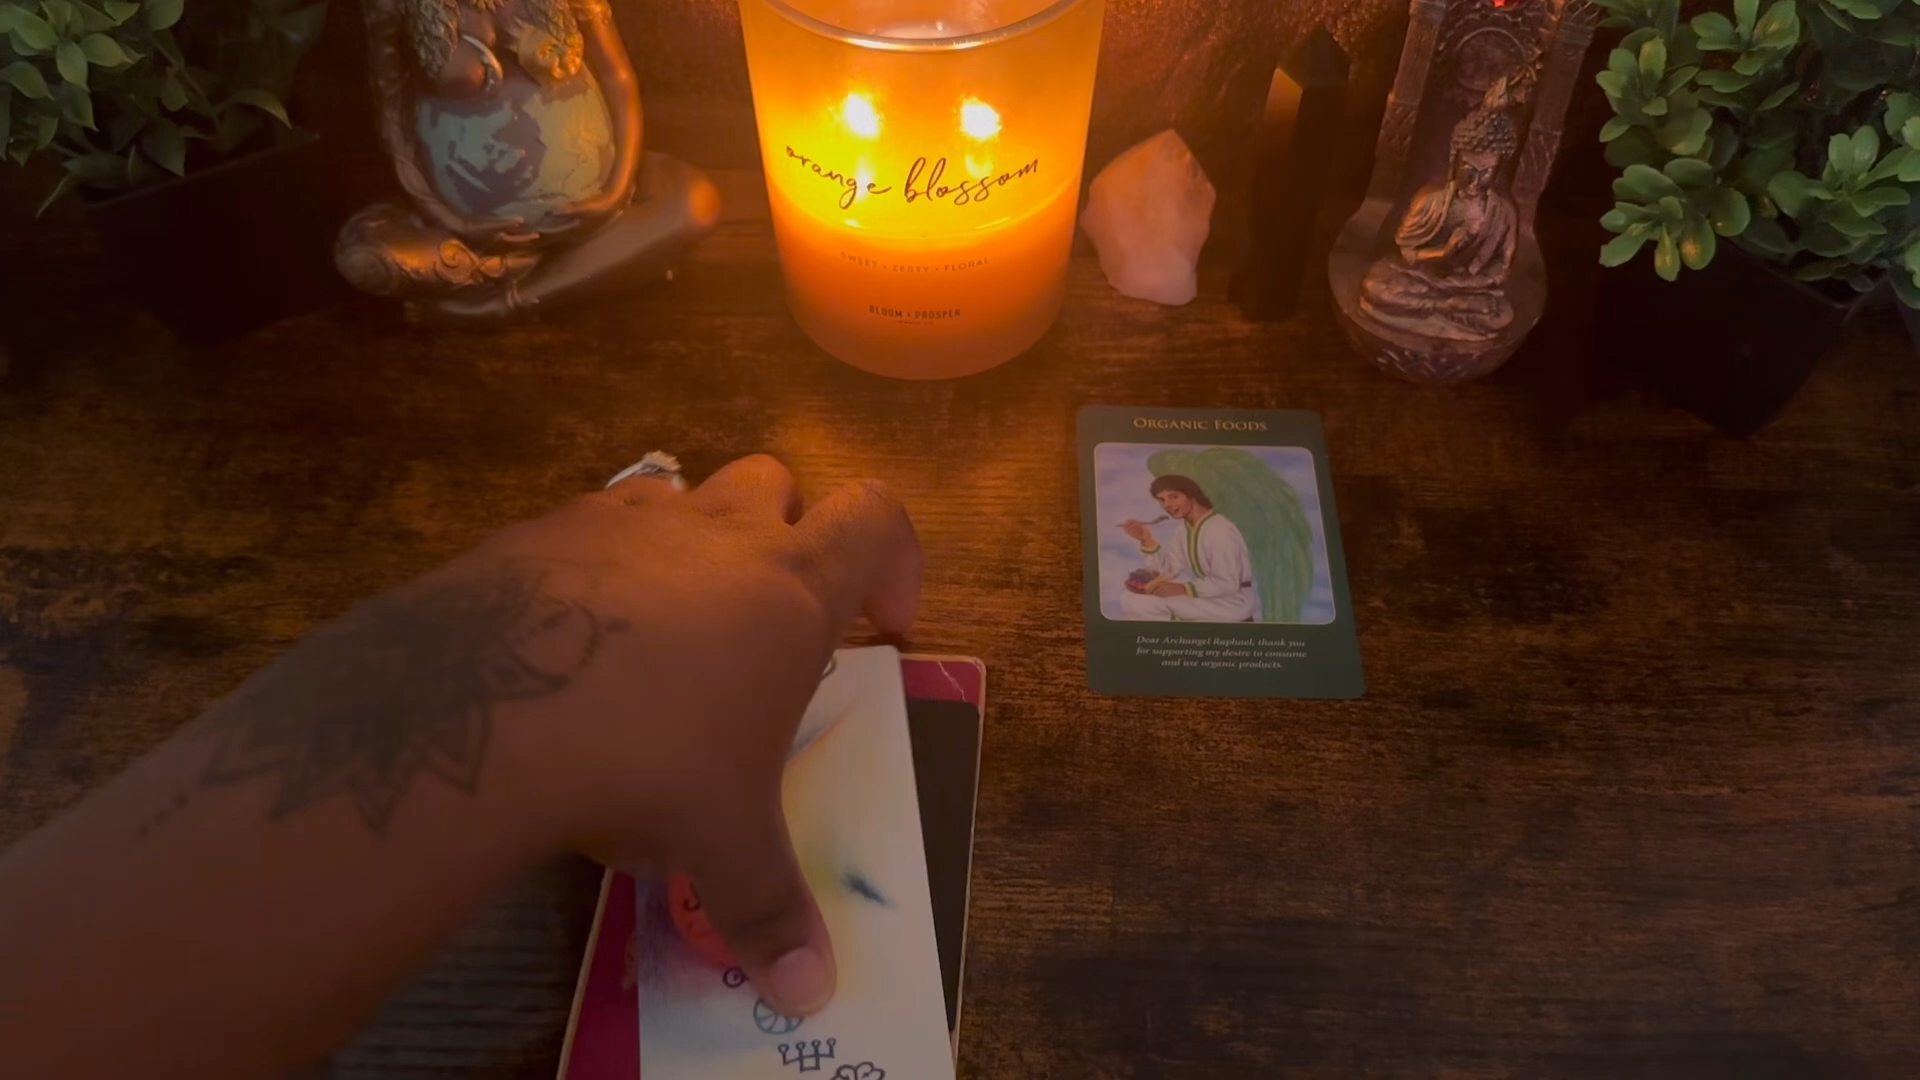 orange blossom
SWEET • ZESTY • FLORAL
BLOOM & PROSPER
ORGANIC FOODS
Dear Archangel Raphael, thank you
for supporting my desire to consume
and use organic products.